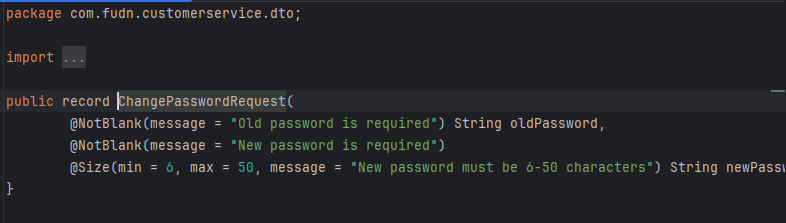 package com.fudn.customerservice.dto;
import ...
public record ChangePasswordRequest(
@NotBlank(message = "Old password is required") String oldPassword,
@NotBlank(message = "New password is required")
@Size(min = 6, max = 50, message = "New password must be 6-50 characters") String newPassw
}